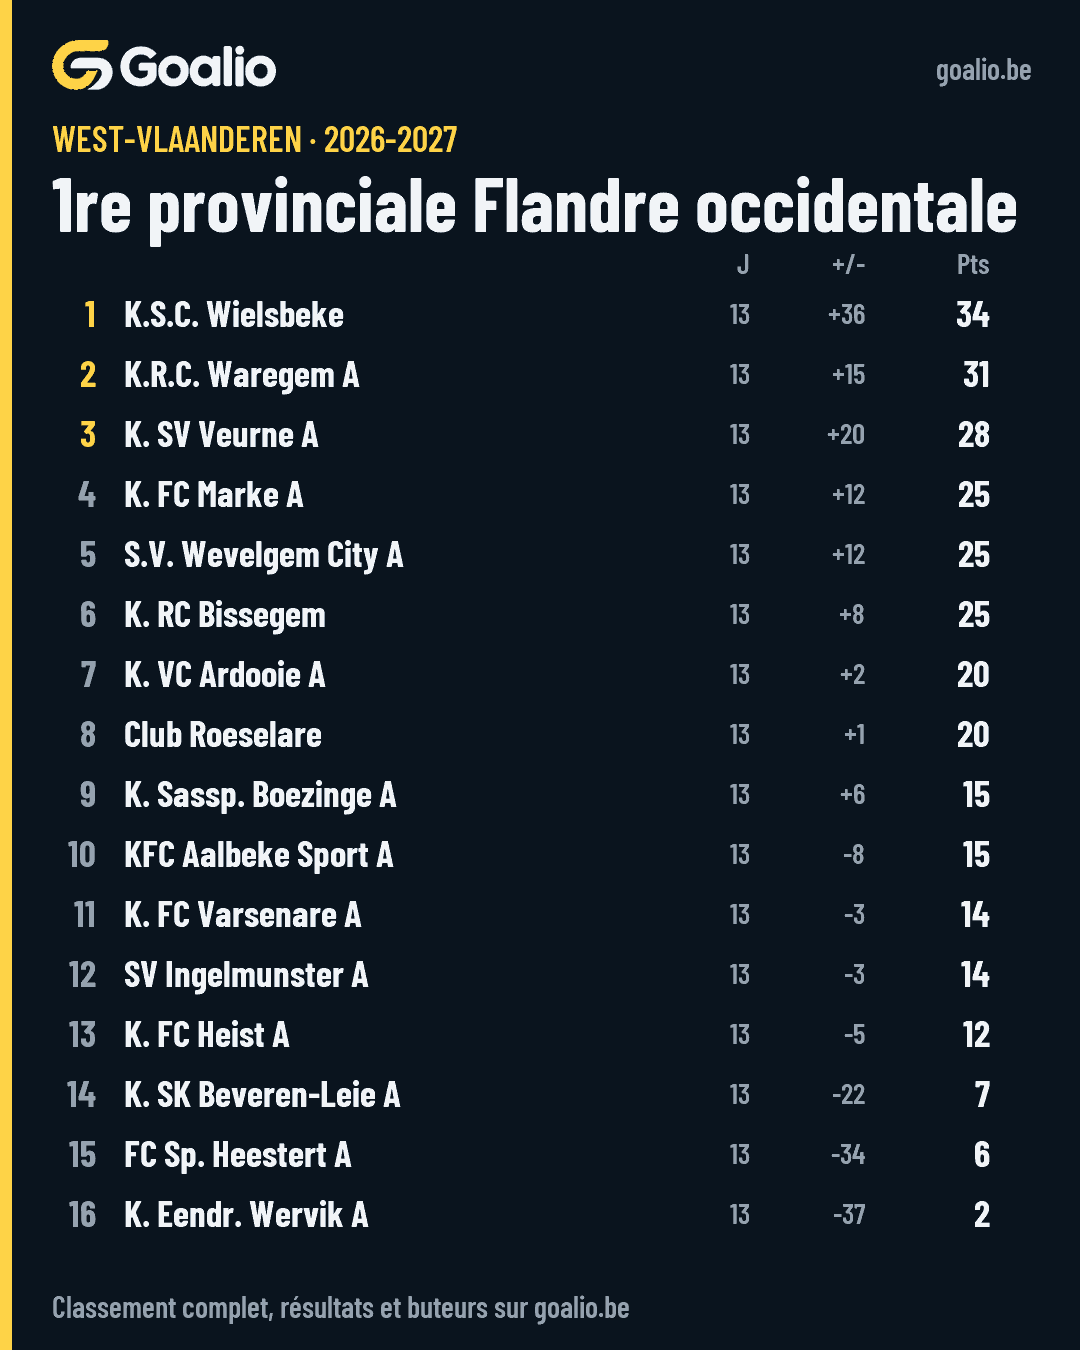 Goalio
goalio.be
WEST-VLAANDEREN · 2026-2027
1re provinciale Flandre occidentale
J +/- Pts
1 K.S.C. Wielsbeke 13 +36 34
2 K.R.C. Waregem A 13 +15 31
3 K. SV Veurne A 13 +20 28
4 K. FC Marke A 13 +12 25
5 S.V. Wevelgem City A 13 +12 25
6 K. RC Bissegem 13 +8 25
7 K. VC Ardooie A 13 +2 20
8 Club Roeselare 13 +1 20
9 K. Sassp. Boezinge A 13 +6 15
10 KFC Aalbeke Sport A 13 -8 15
11 K. FC Varsenare A 13 -3 14
12 SV Ingelmunster A 13 -3 14
13 K. FC Heist A 13 -5 12
14 K. SK Beveren-Leie A 13 -22 7
15 FC Sp. Heestert A 13 -34 6
16 K. Eendr. Wervik A 13 -37 2
Classement complet, résultats et buteurs sur goalio.be